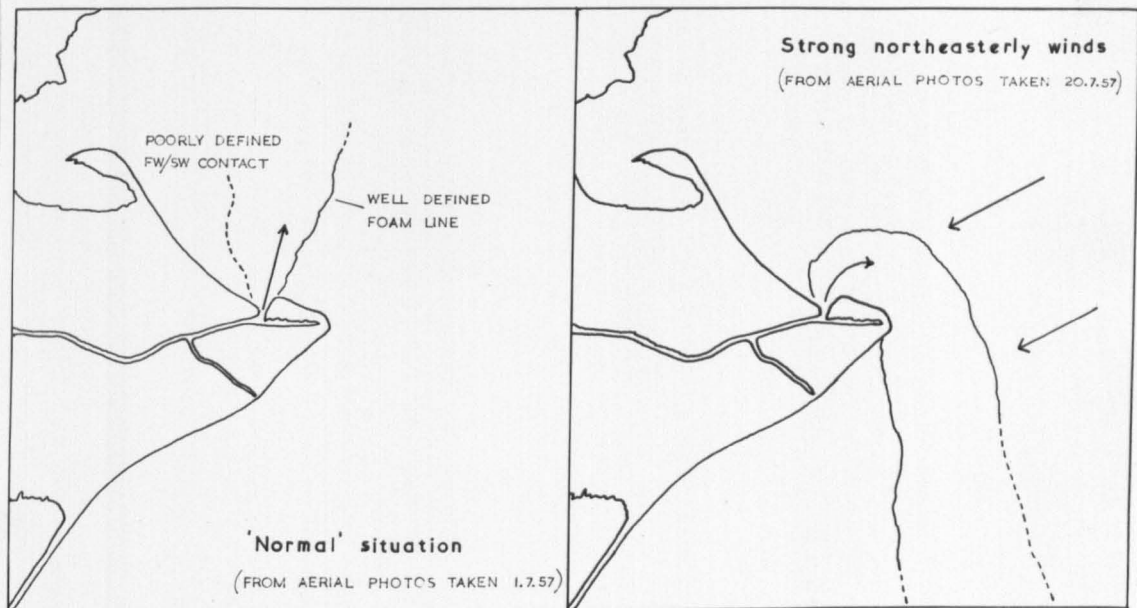 POORLY DEFINED
FW/SW CONTACT
WELL DEFINED
FOAM LINE
'Normal' situation
(FROM AERIAL PHOTOS TAKEN 1.7.57)
Strong northeasterly winds
(FROM AERIAL PHOTOS TAKEN 20.7.57)